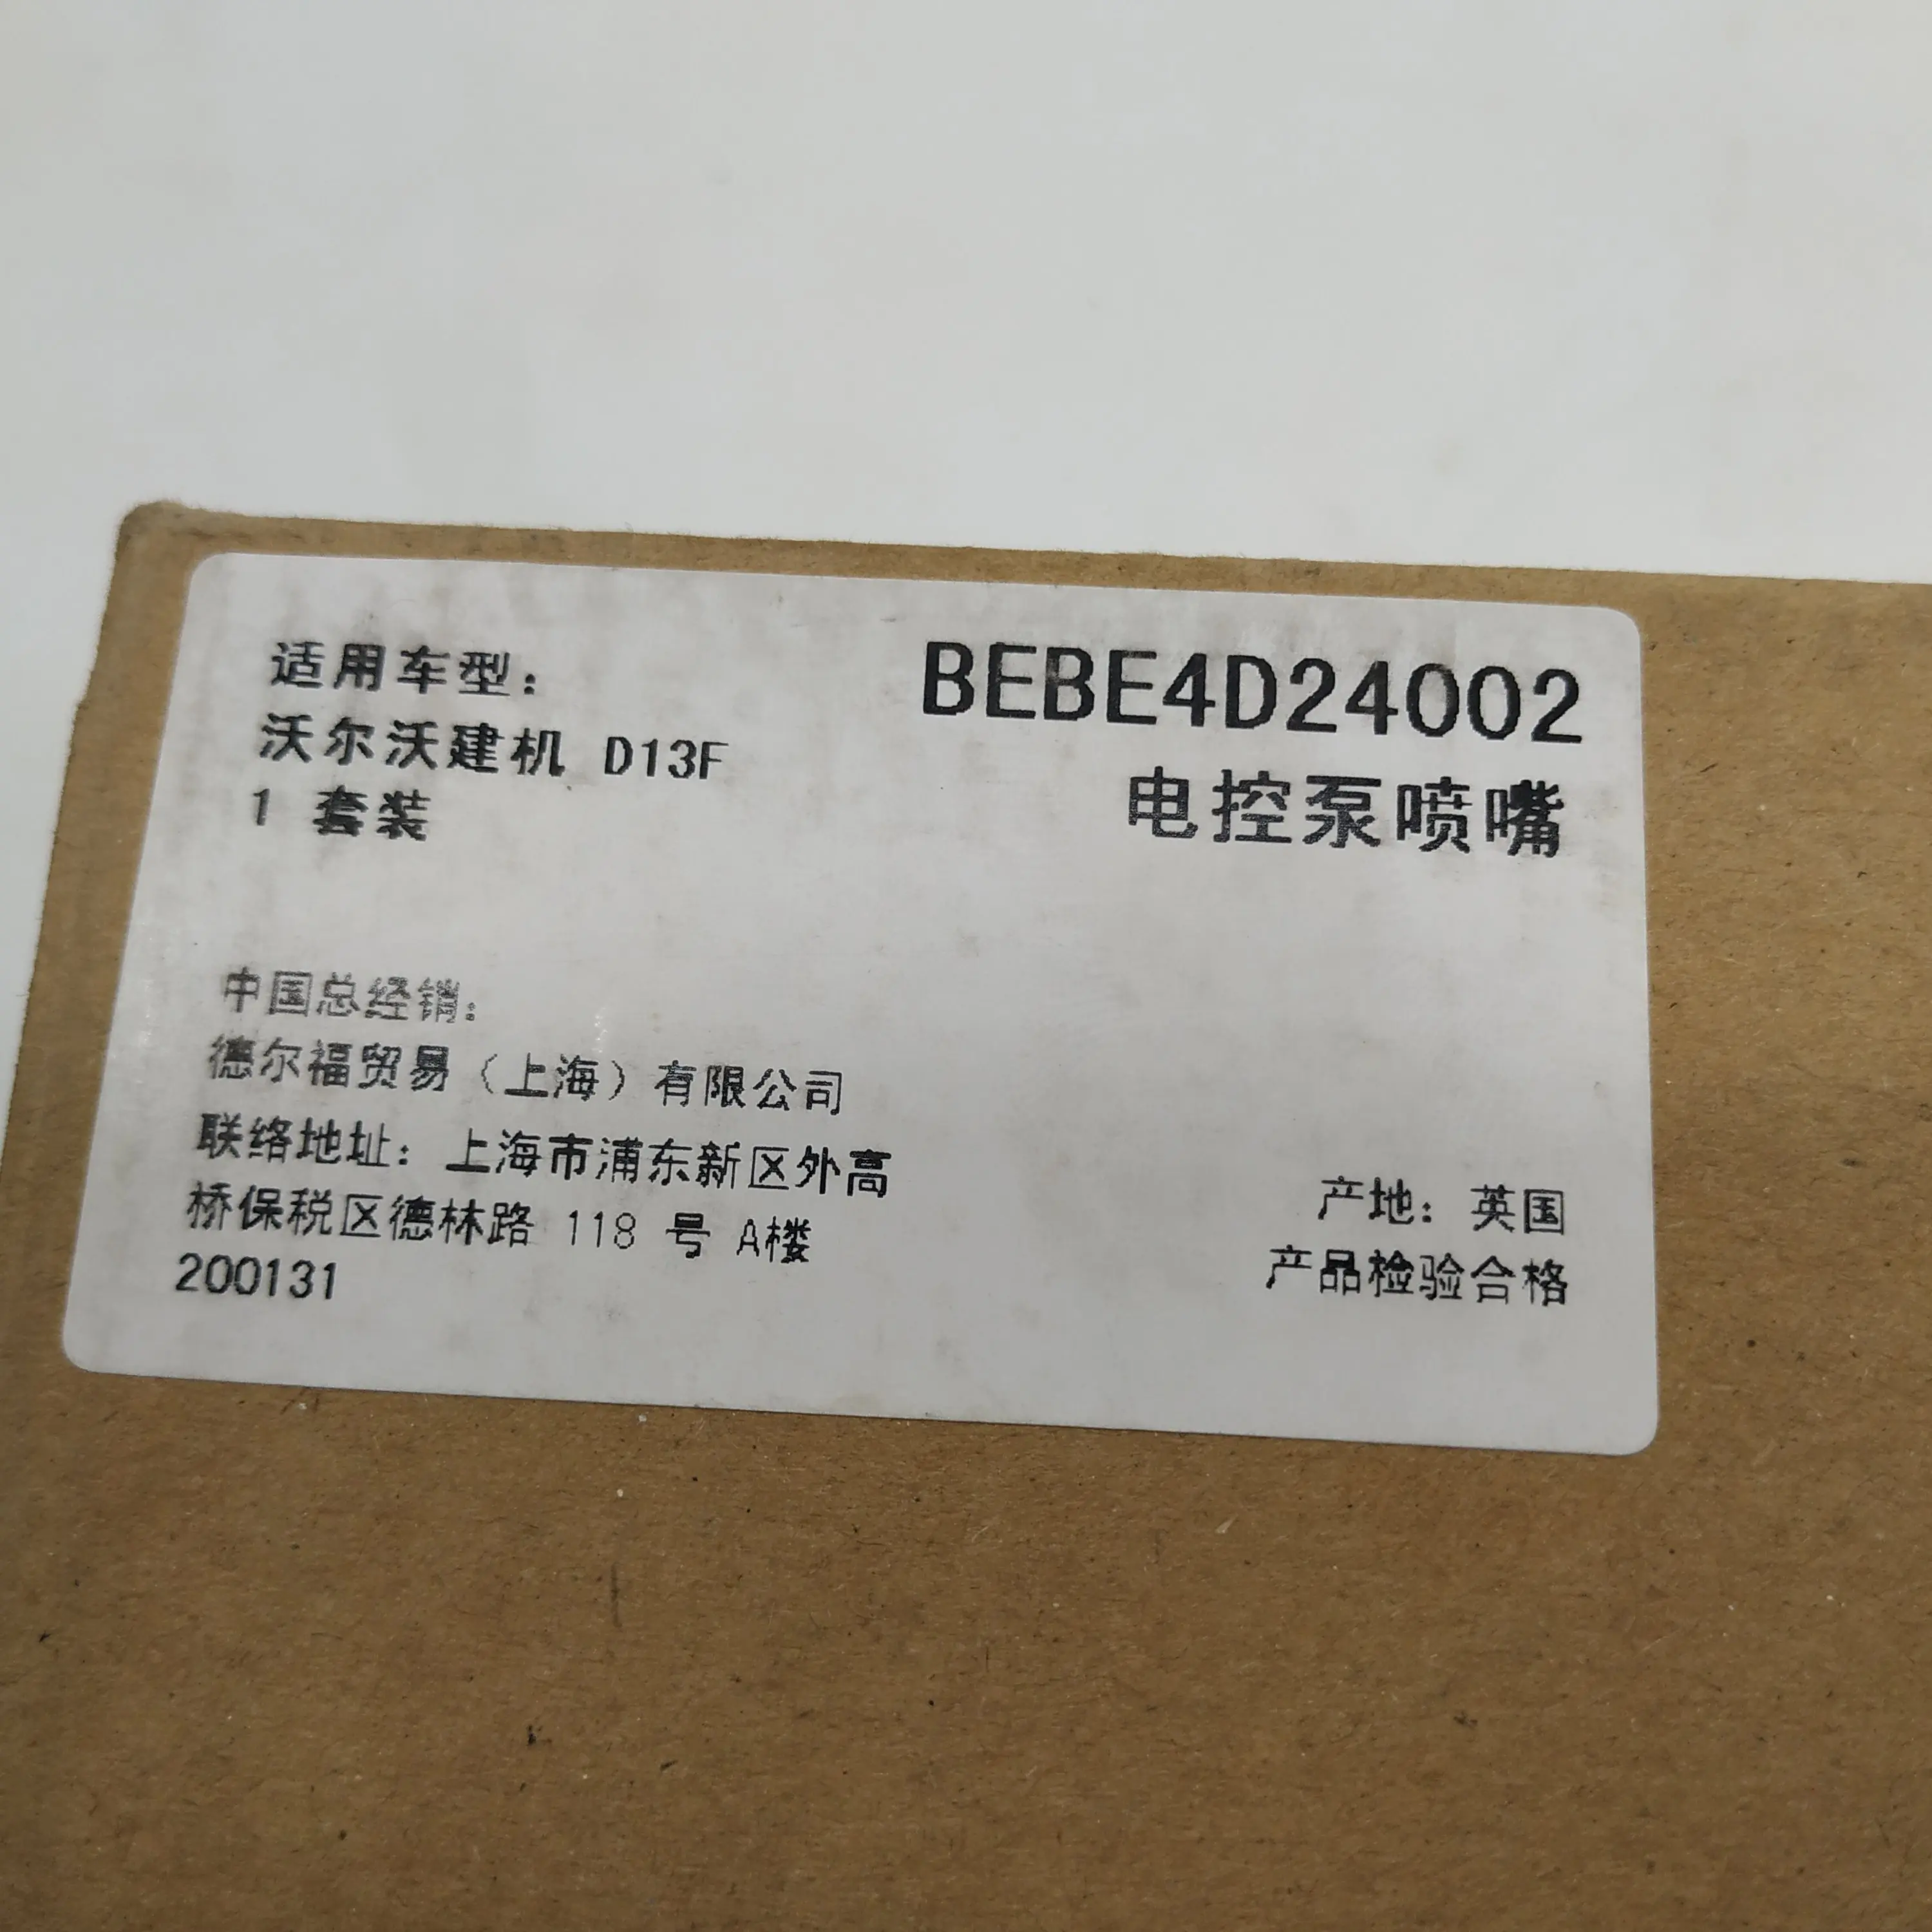 适用车型：
沃尔沃建机 D13F
1 套装
BEBE4D24002
电控泵喷嘴
中国总经销：
德尔福贸易（上海）有限公司
联络地址：上海市浦东新区外高
桥保税区德林路 118 号 A楼
200131
产地：英国
产品检验合格